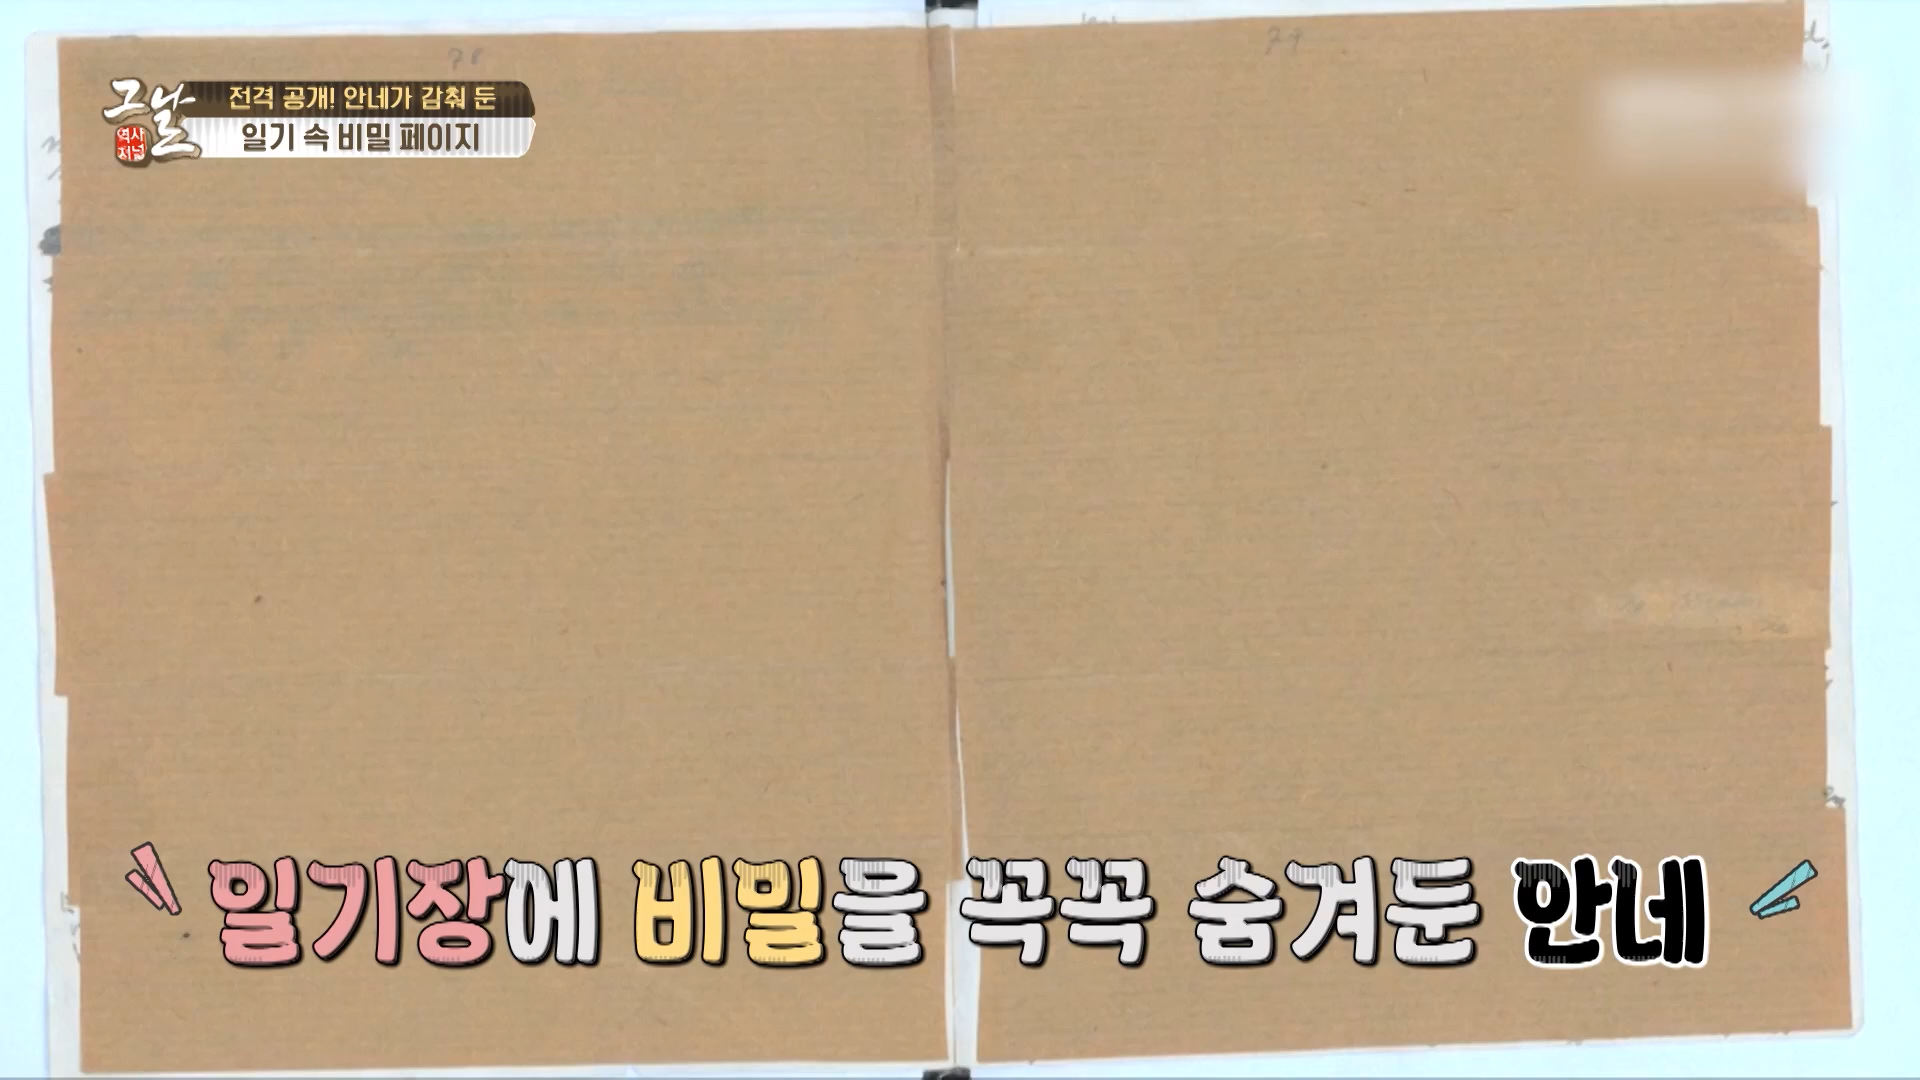 78
79
그날
역사
저널
전격 공개! 안네가 감춰 둔
일기 속 비밀 페이지
일기장에 비밀을 꼭꼭 숨겨둔 안네